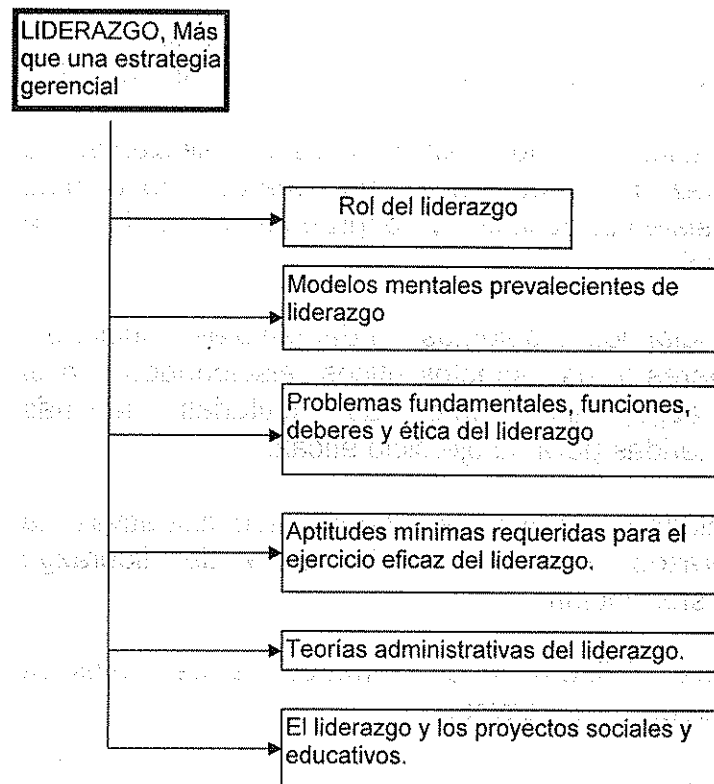 LIDERAZGO, Más
que una estrategia
gerencial
Rol del liderazgo
Modelos mentales prevalecientes de
liderazgo
Problemas fundamentales, funciones,
deberes y ética del liderazgo
Aptitudes mínimas requeridas para el
ejercicio eficaz del liderazgo.
Teorías administrativas del liderazgo.
El liderazgo y los proyectos sociales y
educativos.